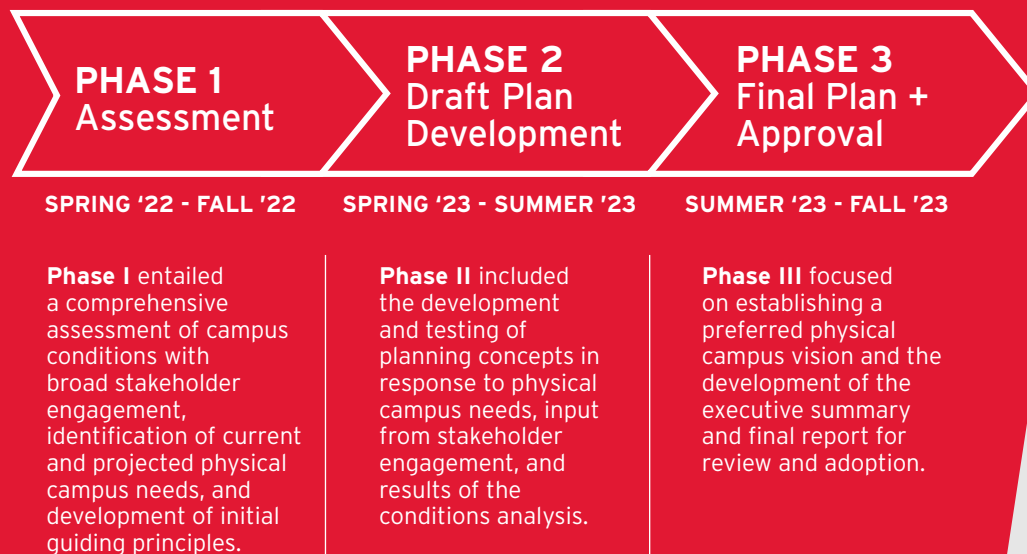 PHASE 1
Assessment
PHASE 2
Draft Plan
Development
PHASE 3
Final Plan +
Approval
SPRING ‘22 - FALL ’22
SPRING ‘23 - SUMMER ’23
SUMMER ‘23 - FALL ’23
Phase I entailed
a comprehensive
assessment of campus
conditions with
broad stakeholder
engagement,
identification of current
and projected physical
campus needs, and
development of initial
guiding principles.
Phase II included
the development
and testing of
planning concepts in
response to physical
campus needs, input
from stakeholder
engagement, and
results of the
conditions analysis.
Phase III focused
on establishing a
preferred physical
campus vision and the
development of the
executive summary
and final report for
review and adoption.